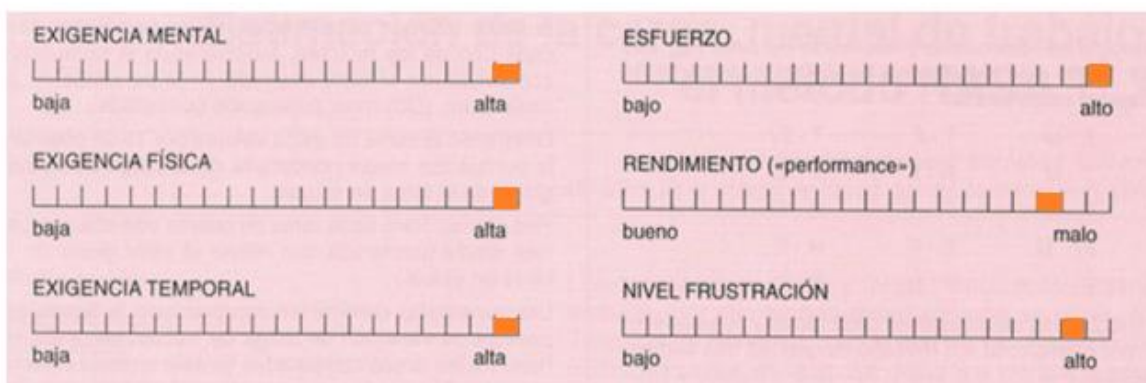 EXIGENCIA MENTAL
baja alta
EXIGENCIA FÍSICA
baja alta
EXIGENCIA TEMPORAL
baja alta
ESFUERZO
bajo alto
RENDIMIENTO («performance»)
bueno malo
NIVEL FRUSTRACIÓN
bajo alto